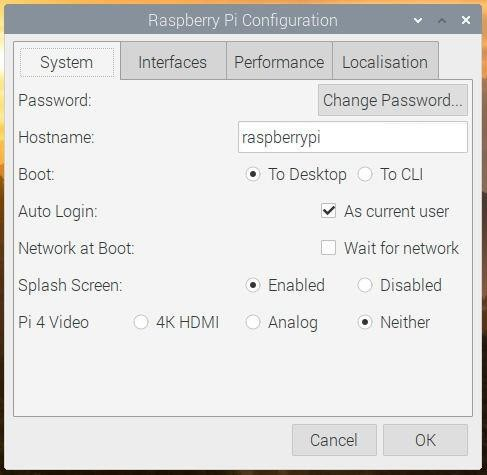 Raspberry Pi Configuration
System Interfaces Performance Localisation
Password: Change Password...
Hostname: raspberrypi
Boot: To Desktop To CLI
Auto Login: As current user
Network at Boot: Wait for network
Splash Screen: Enabled Disabled
Pi 4 Video 4K HDMI Analog Neither
Cancel OK